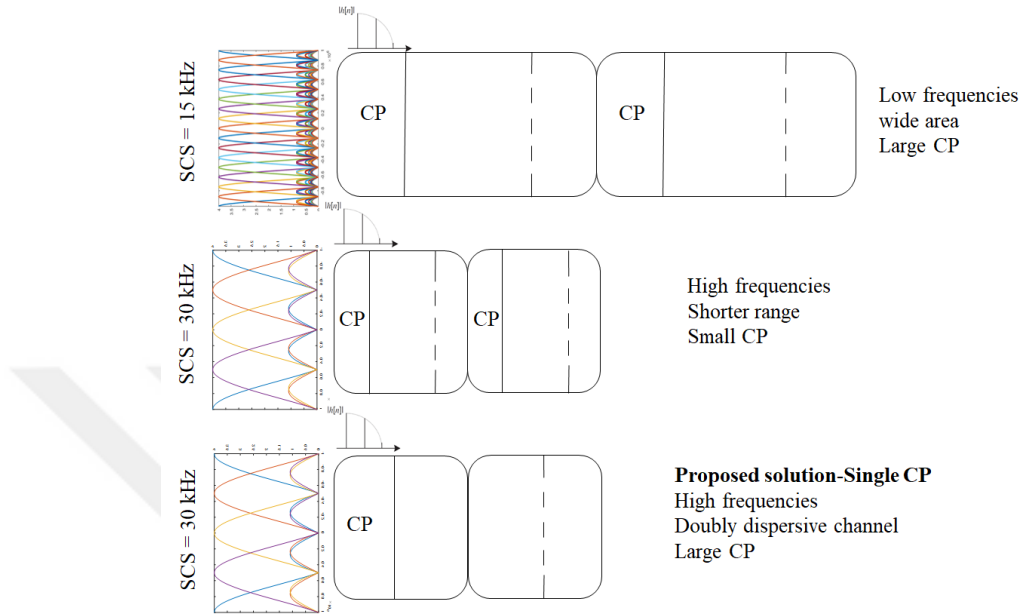 |h[n]|
SCS = 15 kHz
CP
CP
Low frequencies
wide area
Large CP
|h[n]|
SCS = 30 kHz
CP
CP
High frequencies
Shorter range
Small CP
|h[n]|
SCS = 30 kHz
CP
Proposed solution-Single CP
High frequencies
Doubly dispersive channel
Large CP